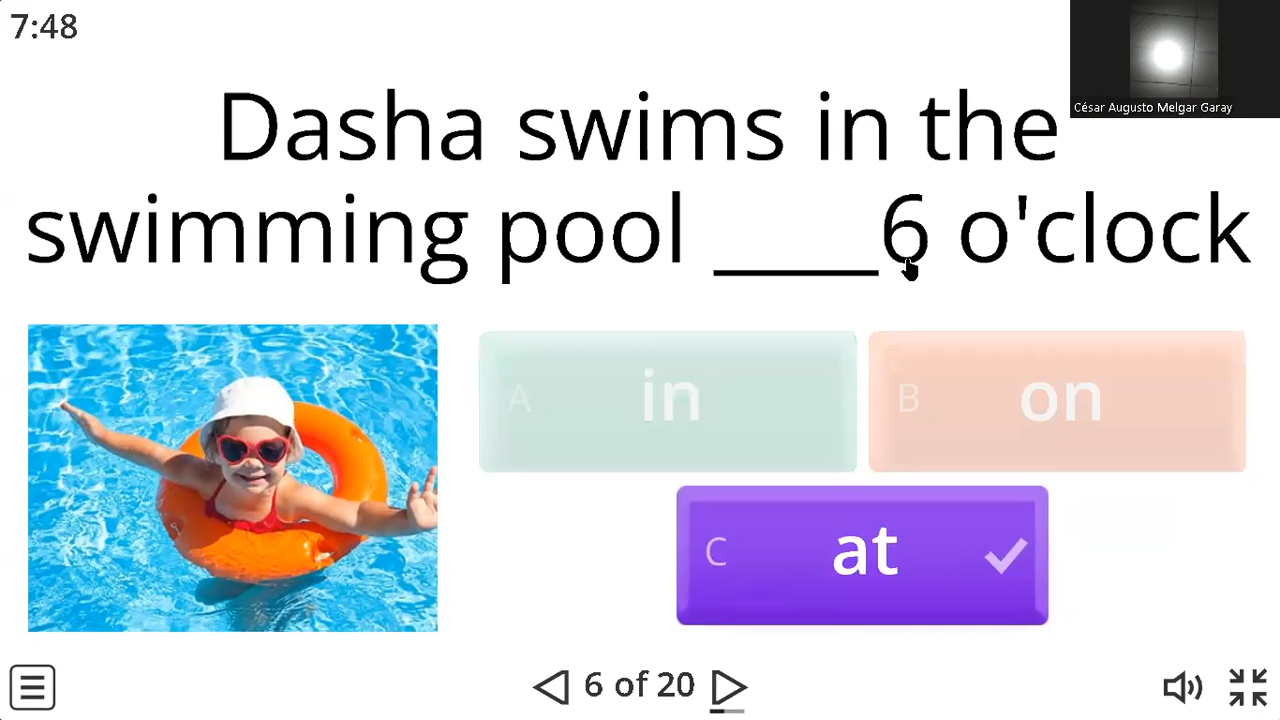 7:48
César Augusto Melgar Garay
Dasha swims in the
swimming pool ____6 o'clock
A in
B on
C at
6 of 20